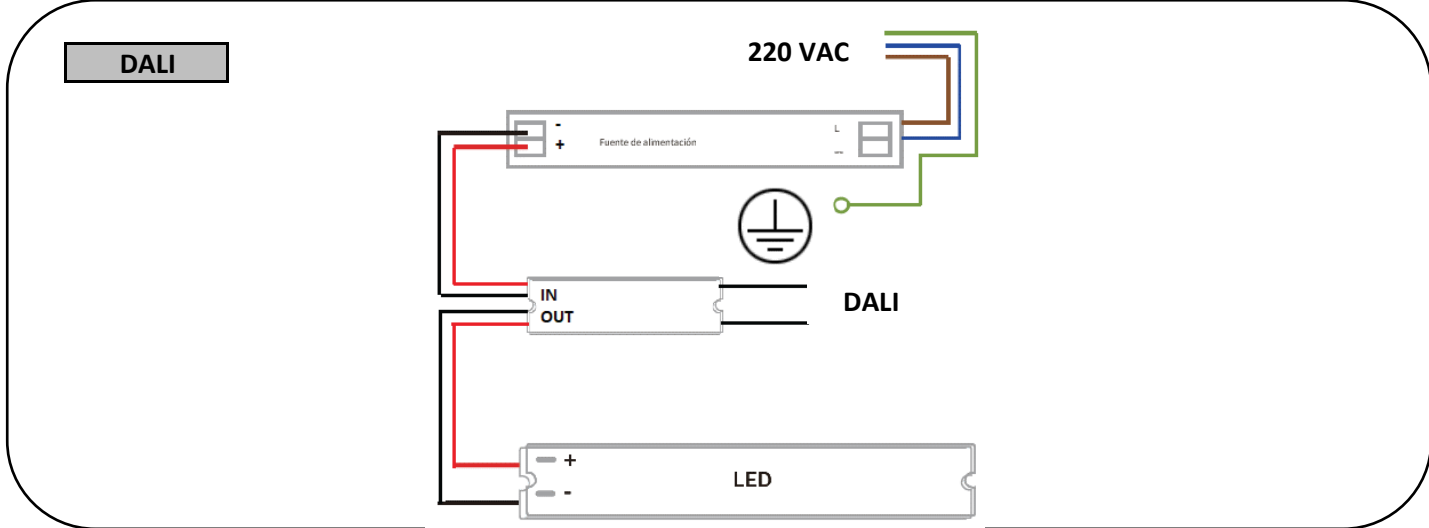 DALI
220 VAC
-
+
Fuente de alimentación
L
IN
OUT
DALI
+
-
LED